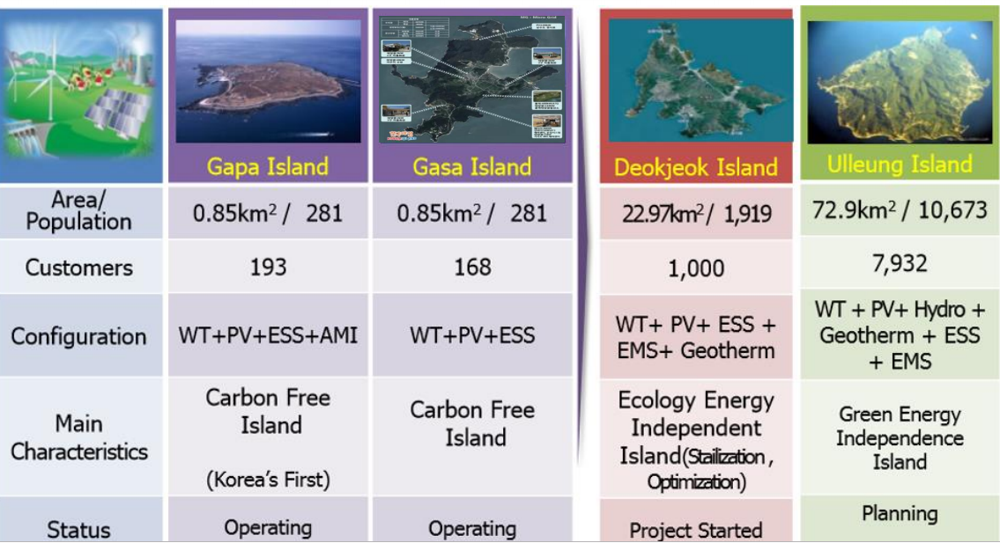 Gapa Island
Gasa Island
Deokjeok Island
Ulleung Island
Area/
Population
0.85km² / 281
0.85km² / 281
22.97km² / 1,919
72.9km² / 10,673
Customers
193
168
1,000
7,932
Configuration
WT+PV+ESS+AMI
WT+PV+ESS
WT+ PV+ ESS +
EMS+ Geotherm
WT + PV+ Hydro +
Geotherm + ESS
+ EMS
Main
Characteristics
Carbon Free
Island
(Korea's First)
Carbon Free
Island
Ecology Energy
Independent
Island(Stailization ,
Optimization)
Green Energy
Independence
Island
Status
Operating
Operating
Project Started
Planning